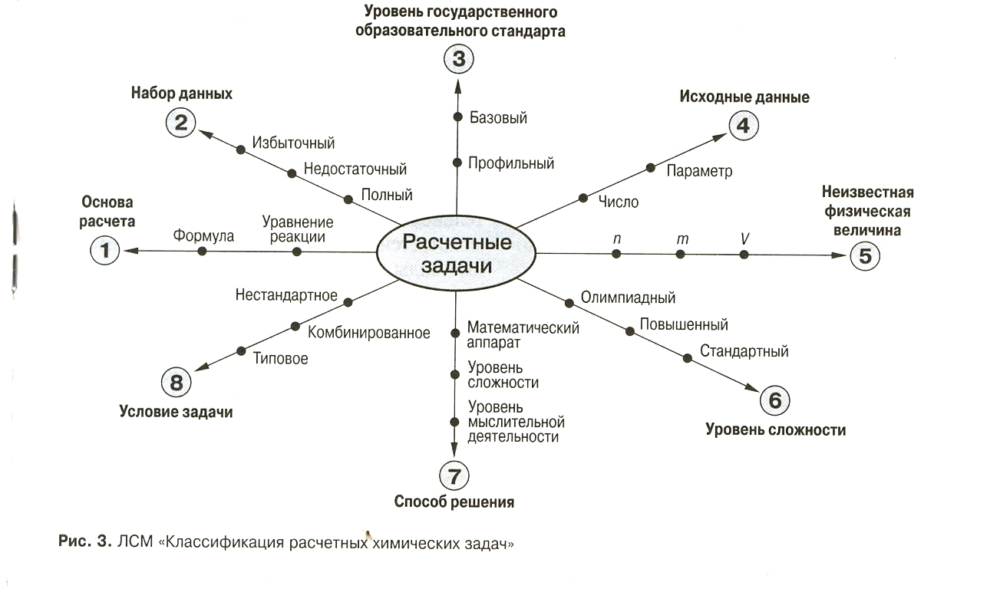 Уровень государственного
образовательного стандарта
3
Набор данных
2
Исходные данные
4
Базовый
Избыточный
Недостаточный
Профильный
Параметр
Полный
Число
Основа
расчета
1
Формула
Уравнение
реакции
Расчетные
задачи
n
m
V
Неизвестная
физическая
величина
5
Нестандартное
Комбинированное
Типовое
8
Условие задачи
Математический
аппарат
Уровень
сложности
Уровень
мыслительной
деятельности
7
Способ решения
Олимпиадный
Повышенный
Стандартный
6
Уровень сложности
Рис. 3. ЛСМ «Классификация расчетных химических задач»